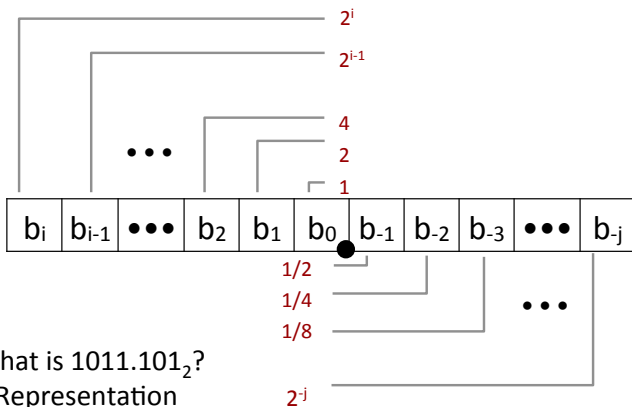 2ⁱ
2ⁱ⁻¹
4
•••
2
1
bᵢ bᵢ₋₁ ••• b₂ b₁ b₀ b₋₁ b₋₂ b₋₃ ••• b₋ⱼ
1/2
1/4
•••
1/8
hat is 1011.101₂?
Representation
2⁻ʲ